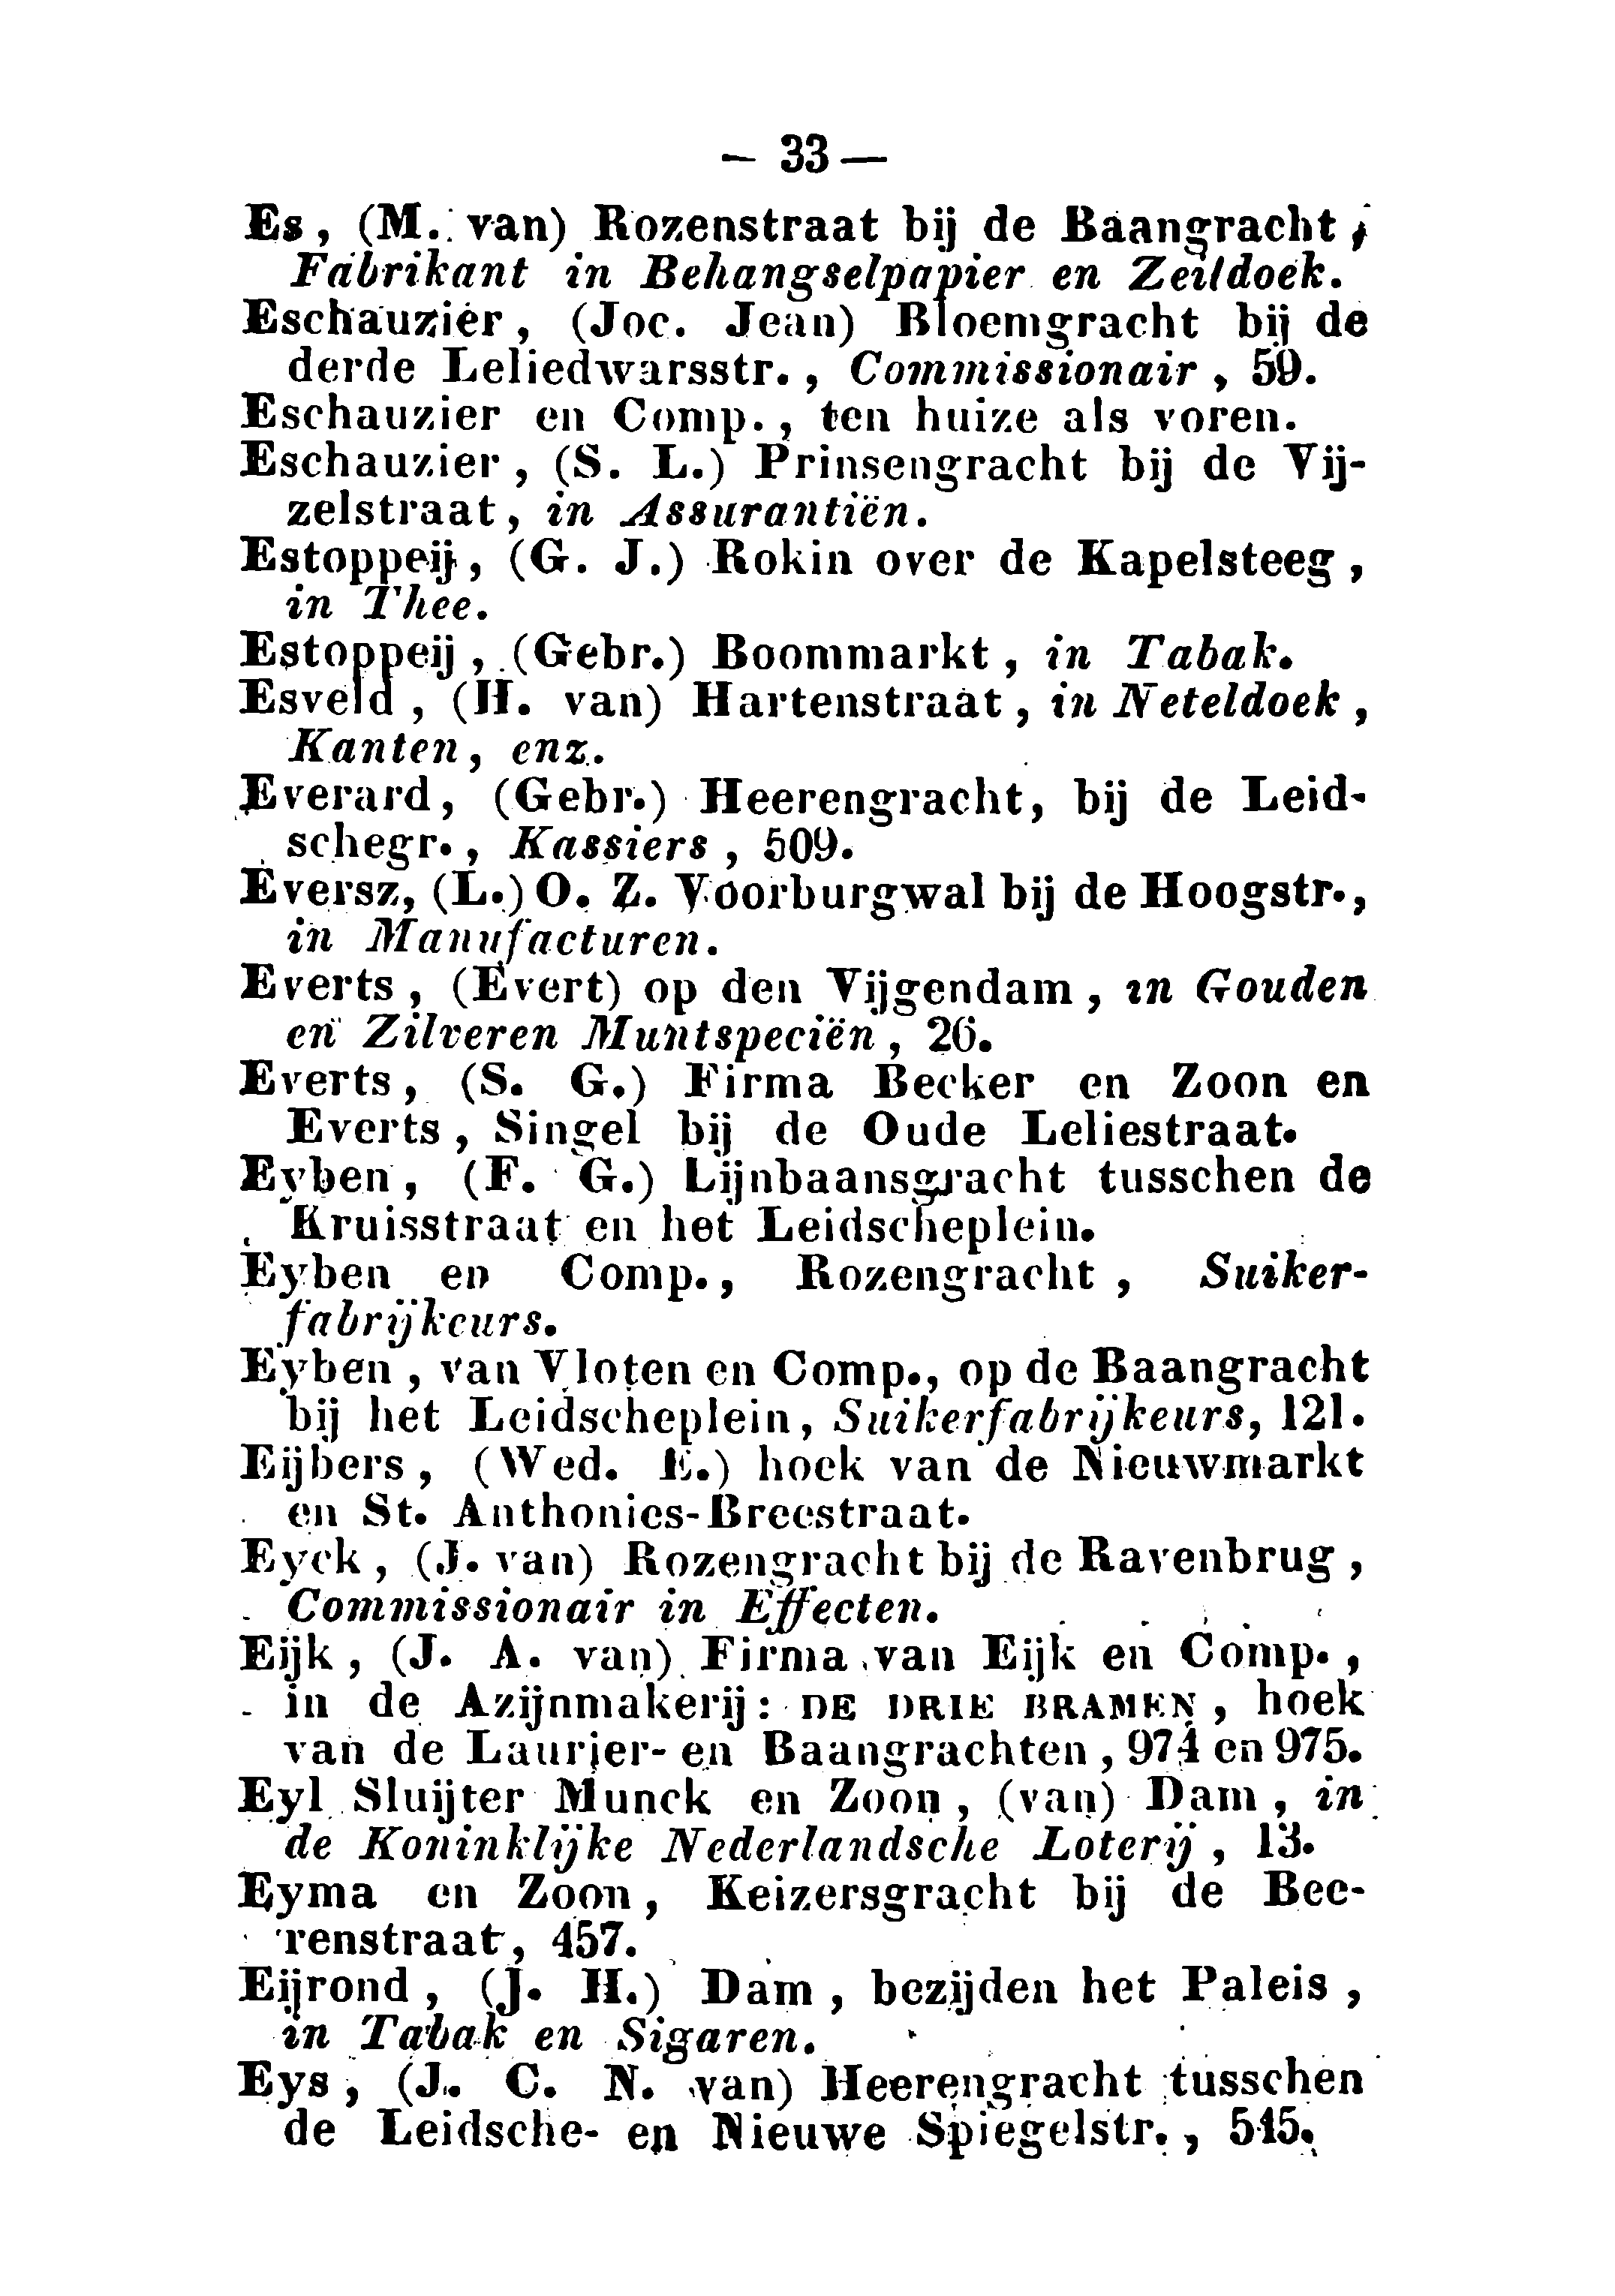 — 33 —
Es, (M. van) Rozenstraat bij de Baangracht,
Fabrikant in Behangselpapier en Zeildoek.
Eschauzier, (Joc. Jean) Bloemgracht bij de
derde Leliedwarsstr., Commissionair, 59.
Eschauzier en Comp., ten huize als voren.
Eschauzier, (S. L.) Prinsengracht bij de Vij-
zelstraat, in Assurantiën.
Estoppeij, (G. J.) Rokin over de Kapelsteeg,
in Thee.
Estoppeij, (Gebr.) Boommarkt, in Tabak.
Esveld, (H. van) Hartenstraat, in Neteldoek,
Kanten, enz.
Everard, (Gebr.) Heerengracht, bij de Leid-
schegr., Kassiers, 509.
Eversz, (L.) O. Z. Voorburgwal bij de Hoogstr.,
in Manufacturen.
Everts, (Evert) op den Vijgendam, in Gouden
en Zilveren Muntspeciën, 26.
Everts, (S. G.) Firma Becker en Zoon en
Everts, Singel bij de Oude Leliestraat.
Eyben, (F. G.) Lijnbaansgracht tusschen de
Kruisstraat en het Leidscheplein.
Eyben en Comp., Rozengracht, Suiker-
fabrijkeurs.
Eyben, van Vloten en Comp., op de Baangracht
bij het Leidscheplein, Suikerfabrijkeurs, 121.
Eijbers, (Wed. E.) hoek van de Nieuwmarkt
en St. Anthonies-Breestraat.
Eyck, (J. van) Rozengracht bij de Ravenbrug,
Commissionair in Effecten.
Eijk, (J. A. van) Firma van Eijk en Comp.,
in de Azijnmakerij: DE DRIE BRAMEN, hoek
van de Laurier- en Baangrachten, 974 en 975.
Eyl Sluijter Munck en Zoon, (van) Dam, in
de Koninklijke Nederlandsche Loterij, 13.
Eyma en Zoon, Keizersgracht bij de Bee-
renstraat, 457.
Eijrond, (J. H.) Dam, bezijden het Paleis,
in Tabak en Sigaren.
Eys, (J. C. N. van) Heerengracht tusschen
de Leidsche- en Nieuwe Spiegelstr., 545.